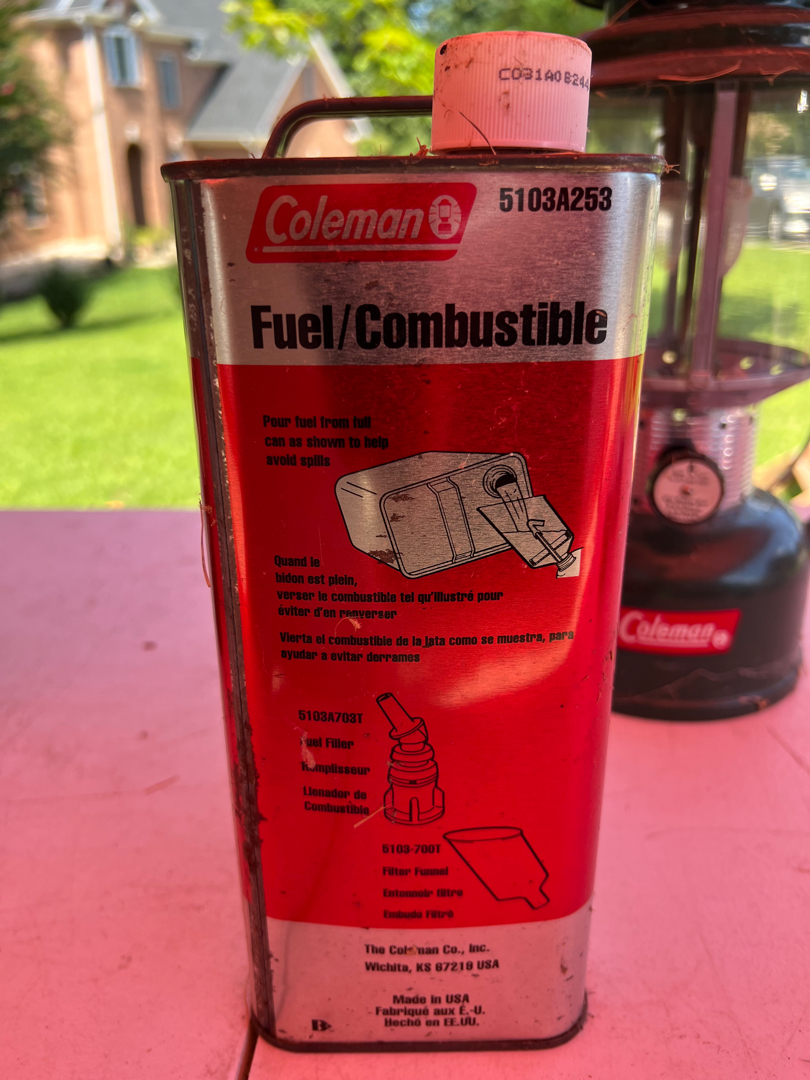 C031A0824
Coleman
5103A253
Fuel/Combustible
Pour fuel from full
can as shown to help
avoid spills
Quand le
bidon est plein,
verser le combustible tel qu'illustré pour
éviter d'en renverser
Vierta el combustible de la lata como se muestra, para
ayudar a evitar derrames
5103A703T
Fuel Filler
Remplisseur
Llenador de
Combustible
5103-700T
Filter Funnel
Entonnoir filtre
Embudo Filtro
The Coleman Co., Inc.
Wichita, KS 67219 USA
Made in USA
Fabriqué aux É.-U.
Hecho en EE.UU.
B
Coleman